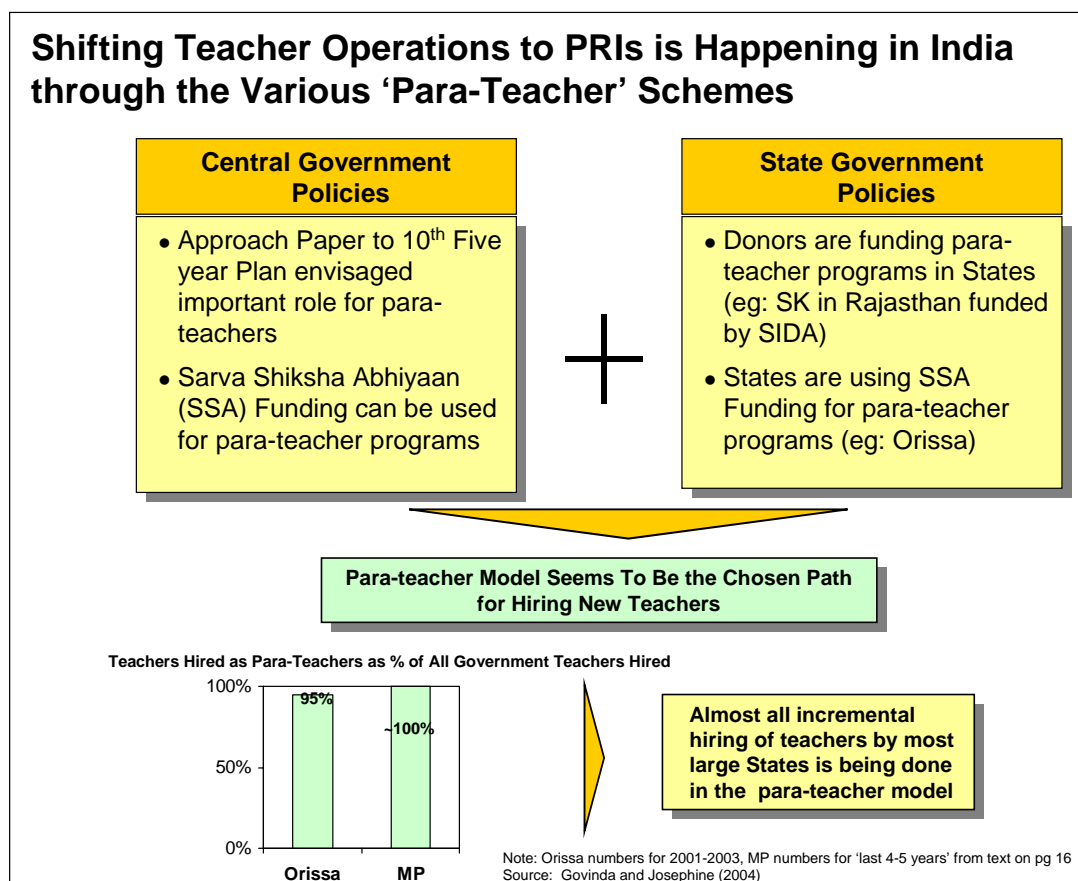 Shifting Teacher Operations to PRIs is Happening in India
through the Various ‘Para-Teacher’ Schemes
Central Government
Policies
● Approach Paper to 10th Five
year Plan envisaged
important role for para-
teachers
● Sarva Shiksha Abhiyaan
(SSA) Funding can be used
for para-teacher programs
State Government
Policies
● Donors are funding para-
teacher programs in States
(eg: SK in Rajasthan funded
by SIDA)
● States are using SSA
Funding for para-teacher
programs (eg: Orissa)
Para-teacher Model Seems To Be the Chosen Path
for Hiring New Teachers
Teachers Hired as Para-Teachers as % of All Government Teachers Hired
100%
50%
0%
95%
~100%
Orissa
MP
Almost all incremental
hiring of teachers by most
large States is being done
in the para-teacher model
Note: Orissa numbers for 2001-2003, MP numbers for ‘last 4-5 years’ from text on pg 16
Source: Govinda and Josephine (2004)